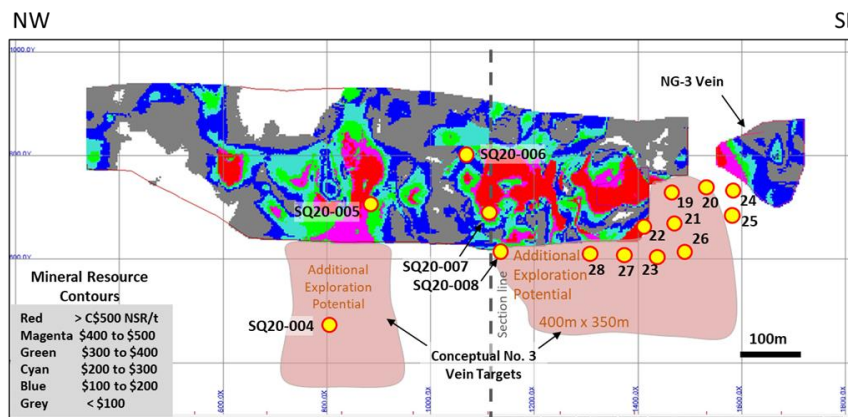 NW
SE
1000.0Y
NG-3 Vein
SQ20-006
SQ20-005
19
20
24
21
25
22
26
SQ20-007
SQ20-008
28
27
23
Mineral Resource
Contours
Red > C$500 NSR/t
Magenta $400 to $500
Green $300 to $400
Cyan $200 to $300
Blue $100 to $200
Grey < $100
Additional
Exploration
Potential
SQ20-004
Additional
Exploration
Potential
400m x 350m
Section line
Conceptual No. 3
Vein Targets
100m